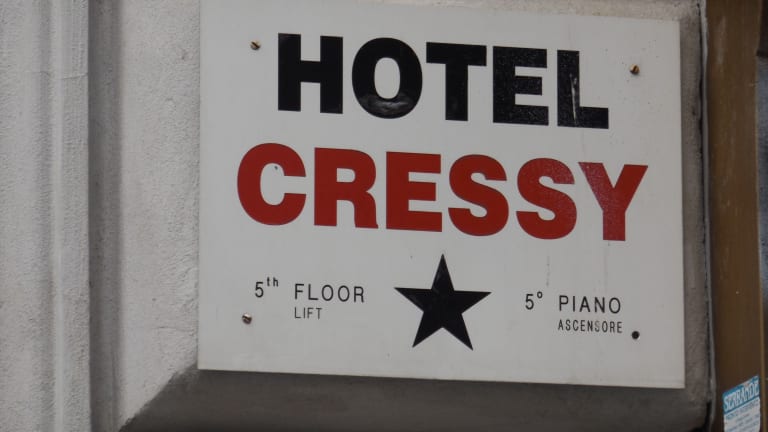 HOTEL
CRESSY
5th FLOOR
LIFT
5° PIANO
ASCENSORE